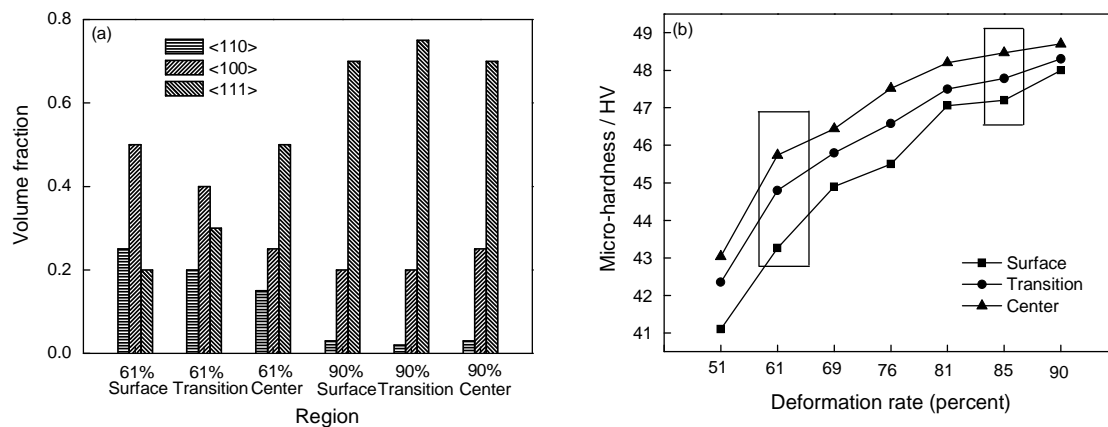 (a)
<110>
<100>
<111>
0.8
0.6
0.4
0.2
0.0
Volume fraction
61% 61% 61% 90% 90% 90%
Surface Transition Center Surface Transition Center
Region
(b)
49
48
47
46
45
44
43
42
41
Micro-hardness / HV
Surface
Transition
Center
51 61 69 76 81 85 90
Deformation rate (percent)